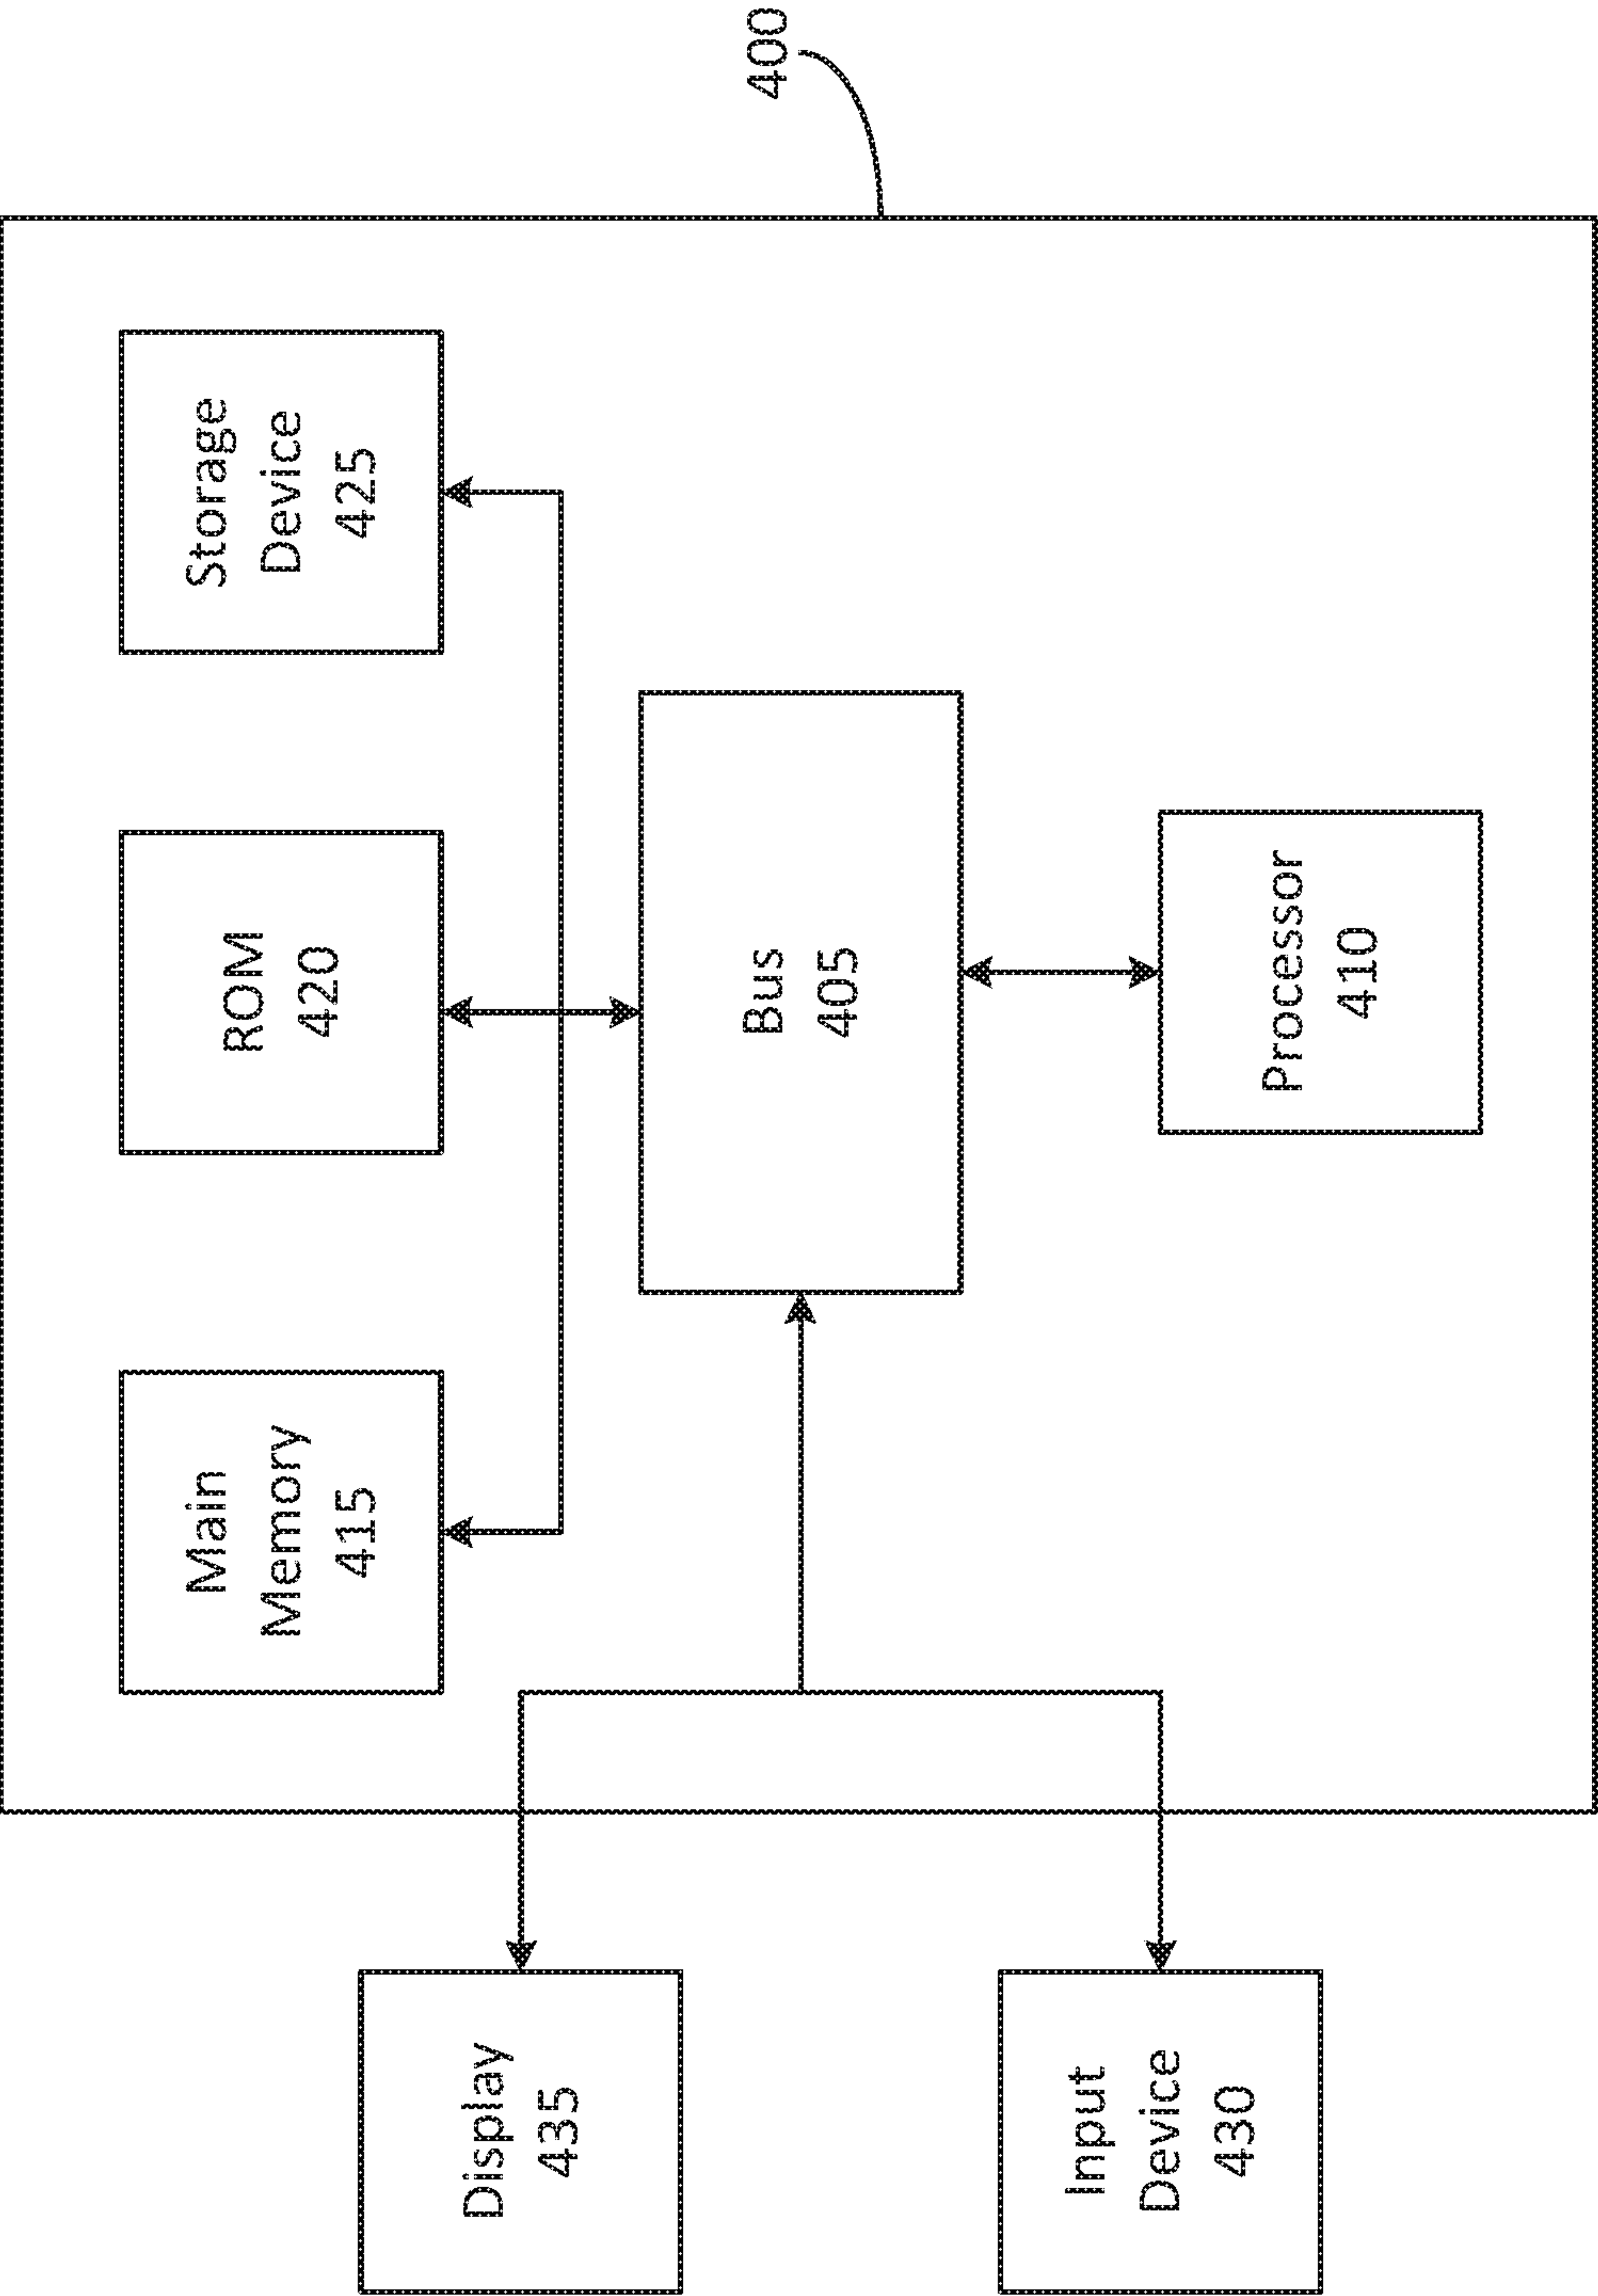 400
Main
Memory
415
ROM
420
Storage
Device
425
Display
435
Bus
405
Input
Device
430
Processor
410